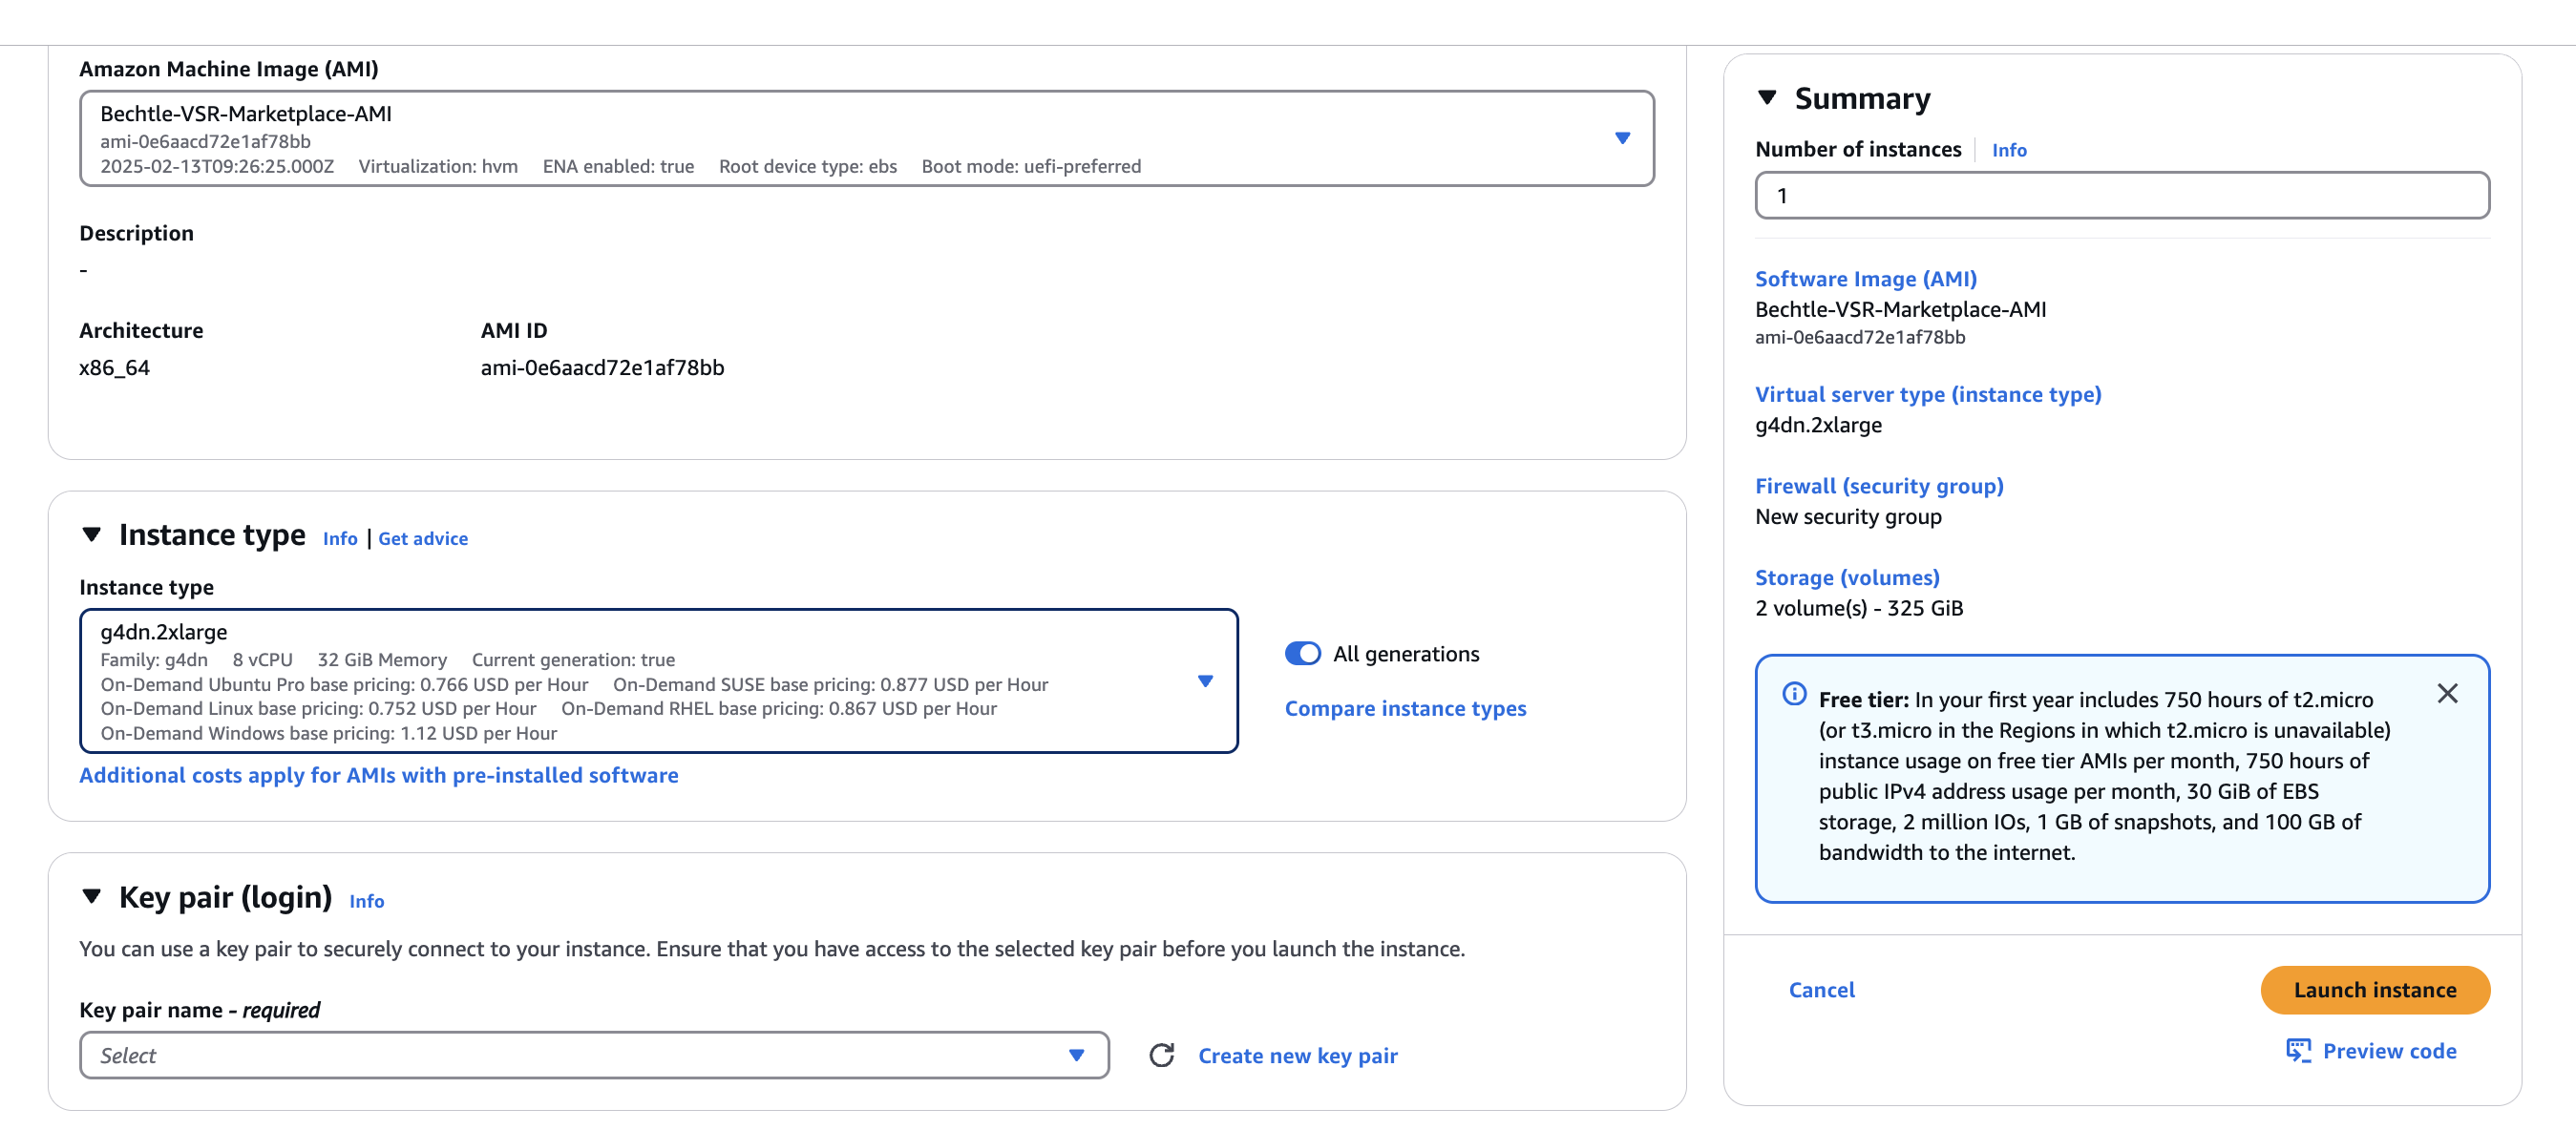 Amazon Machine Image (AMI)
Bechtle-VSR-Marketplace-AMI
ami-0e6aacd72e1af78bb
2025-02-13T09:26:25.000Z Virtualization: hvm ENA enabled: true Root device type: ebs Boot mode: uefi-preferred
Description
-
Architecture AMI ID
x86_64 ami-0e6aacd72e1af78bb
Instance type Info | Get advice
Instance type
g4dn.2xlarge
Family: g4dn 8 vCPU 32 GiB Memory Current generation: true
On-Demand Ubuntu Pro base pricing: 0.766 USD per Hour On-Demand SUSE base pricing: 0.877 USD per Hour
On-Demand Linux base pricing: 0.752 USD per Hour On-Demand RHEL base pricing: 0.867 USD per Hour
On-Demand Windows base pricing: 1.12 USD per Hour
All generations
Compare instance types
Additional costs apply for AMIs with pre-installed software
Key pair (login) Info
You can use a key pair to securely connect to your instance. Ensure that you have access to the selected key pair before you launch the instance.
Key pair name - required
Select
Create new key pair
Summary
Number of instances Info
1
Software Image (AMI)
Bechtle-VSR-Marketplace-AMI
ami-0e6aacd72e1af78bb
Virtual server type (instance type)
g4dn.2xlarge
Firewall (security group)
New security group
Storage (volumes)
2 volume(s) - 325 GiB
Free tier: In your first year includes 750 hours of t2.micro
(or t3.micro in the Regions in which t2.micro is unavailable)
instance usage on free tier AMIs per month, 750 hours of
public IPv4 address usage per month, 30 GiB of EBS
storage, 2 million IOs, 1 GB of snapshots, and 100 GB of
bandwidth to the internet.
Cancel
Launch instance
Preview code